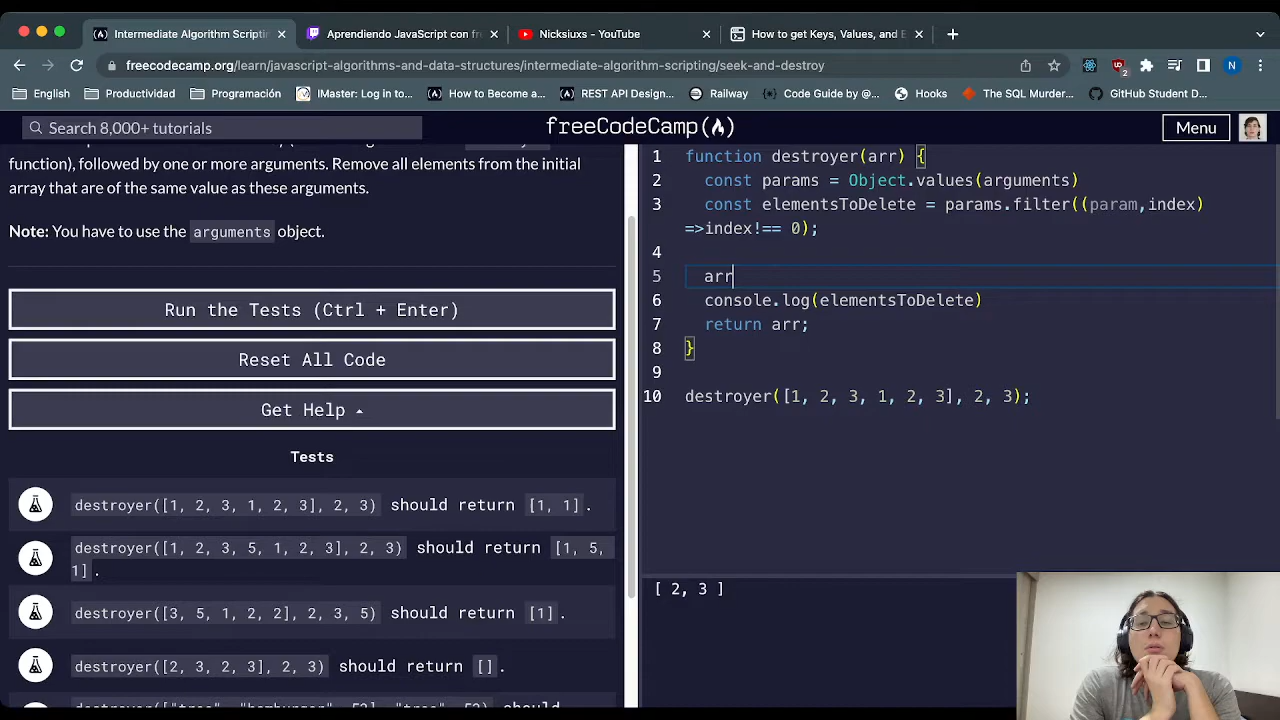 Intermediate Algorithm Scriptin
Aprendiendo JavaScript con fr
Nicksiuxs - YouTube
How to get Keys, Values, and E
freecodecamp.org/learn/javascript-algorithms-and-data-structures/intermediate-algorithm-scripting/seek-and-destroy
2
N
English
Productividad
Programación
IMaster: Log in to...
How to Become a...
REST API Desig...
Railway
Code Guide by @...
Hooks
The SQL Murder...
GitHub Student D...
Search 8,000+ tutorials
freeCodeCamp
Menu
function), followed by one or more arguments. Remove all elements from the initial
array that are of the same value as these arguments.
Note: You have to use the arguments object.
Run the Tests (Ctrl + Enter)
Reset All Code
Get Help
Tests
destroyer([1, 2, 3, 1, 2, 3], 2, 3) should return [1, 1].
destroyer([1, 2, 3, 5, 1, 2, 3], 2, 3) should return [1, 5,
1].
destroyer([3, 5, 1, 2, 2], 2, 3, 5) should return [1].
destroyer([2, 3, 2, 3], 2, 3) should return [].
1 function destroyer(arr) {
2 const params = Object.values(arguments)
3 const elementsToDelete = params.filter((param,index)
=>index!== 0);
4
5 arr
6 console.log(elementsToDelete)
7 return arr;
8 }
9
10 destroyer([1, 2, 3, 1, 2, 3], 2, 3);
[ 2, 3 ]